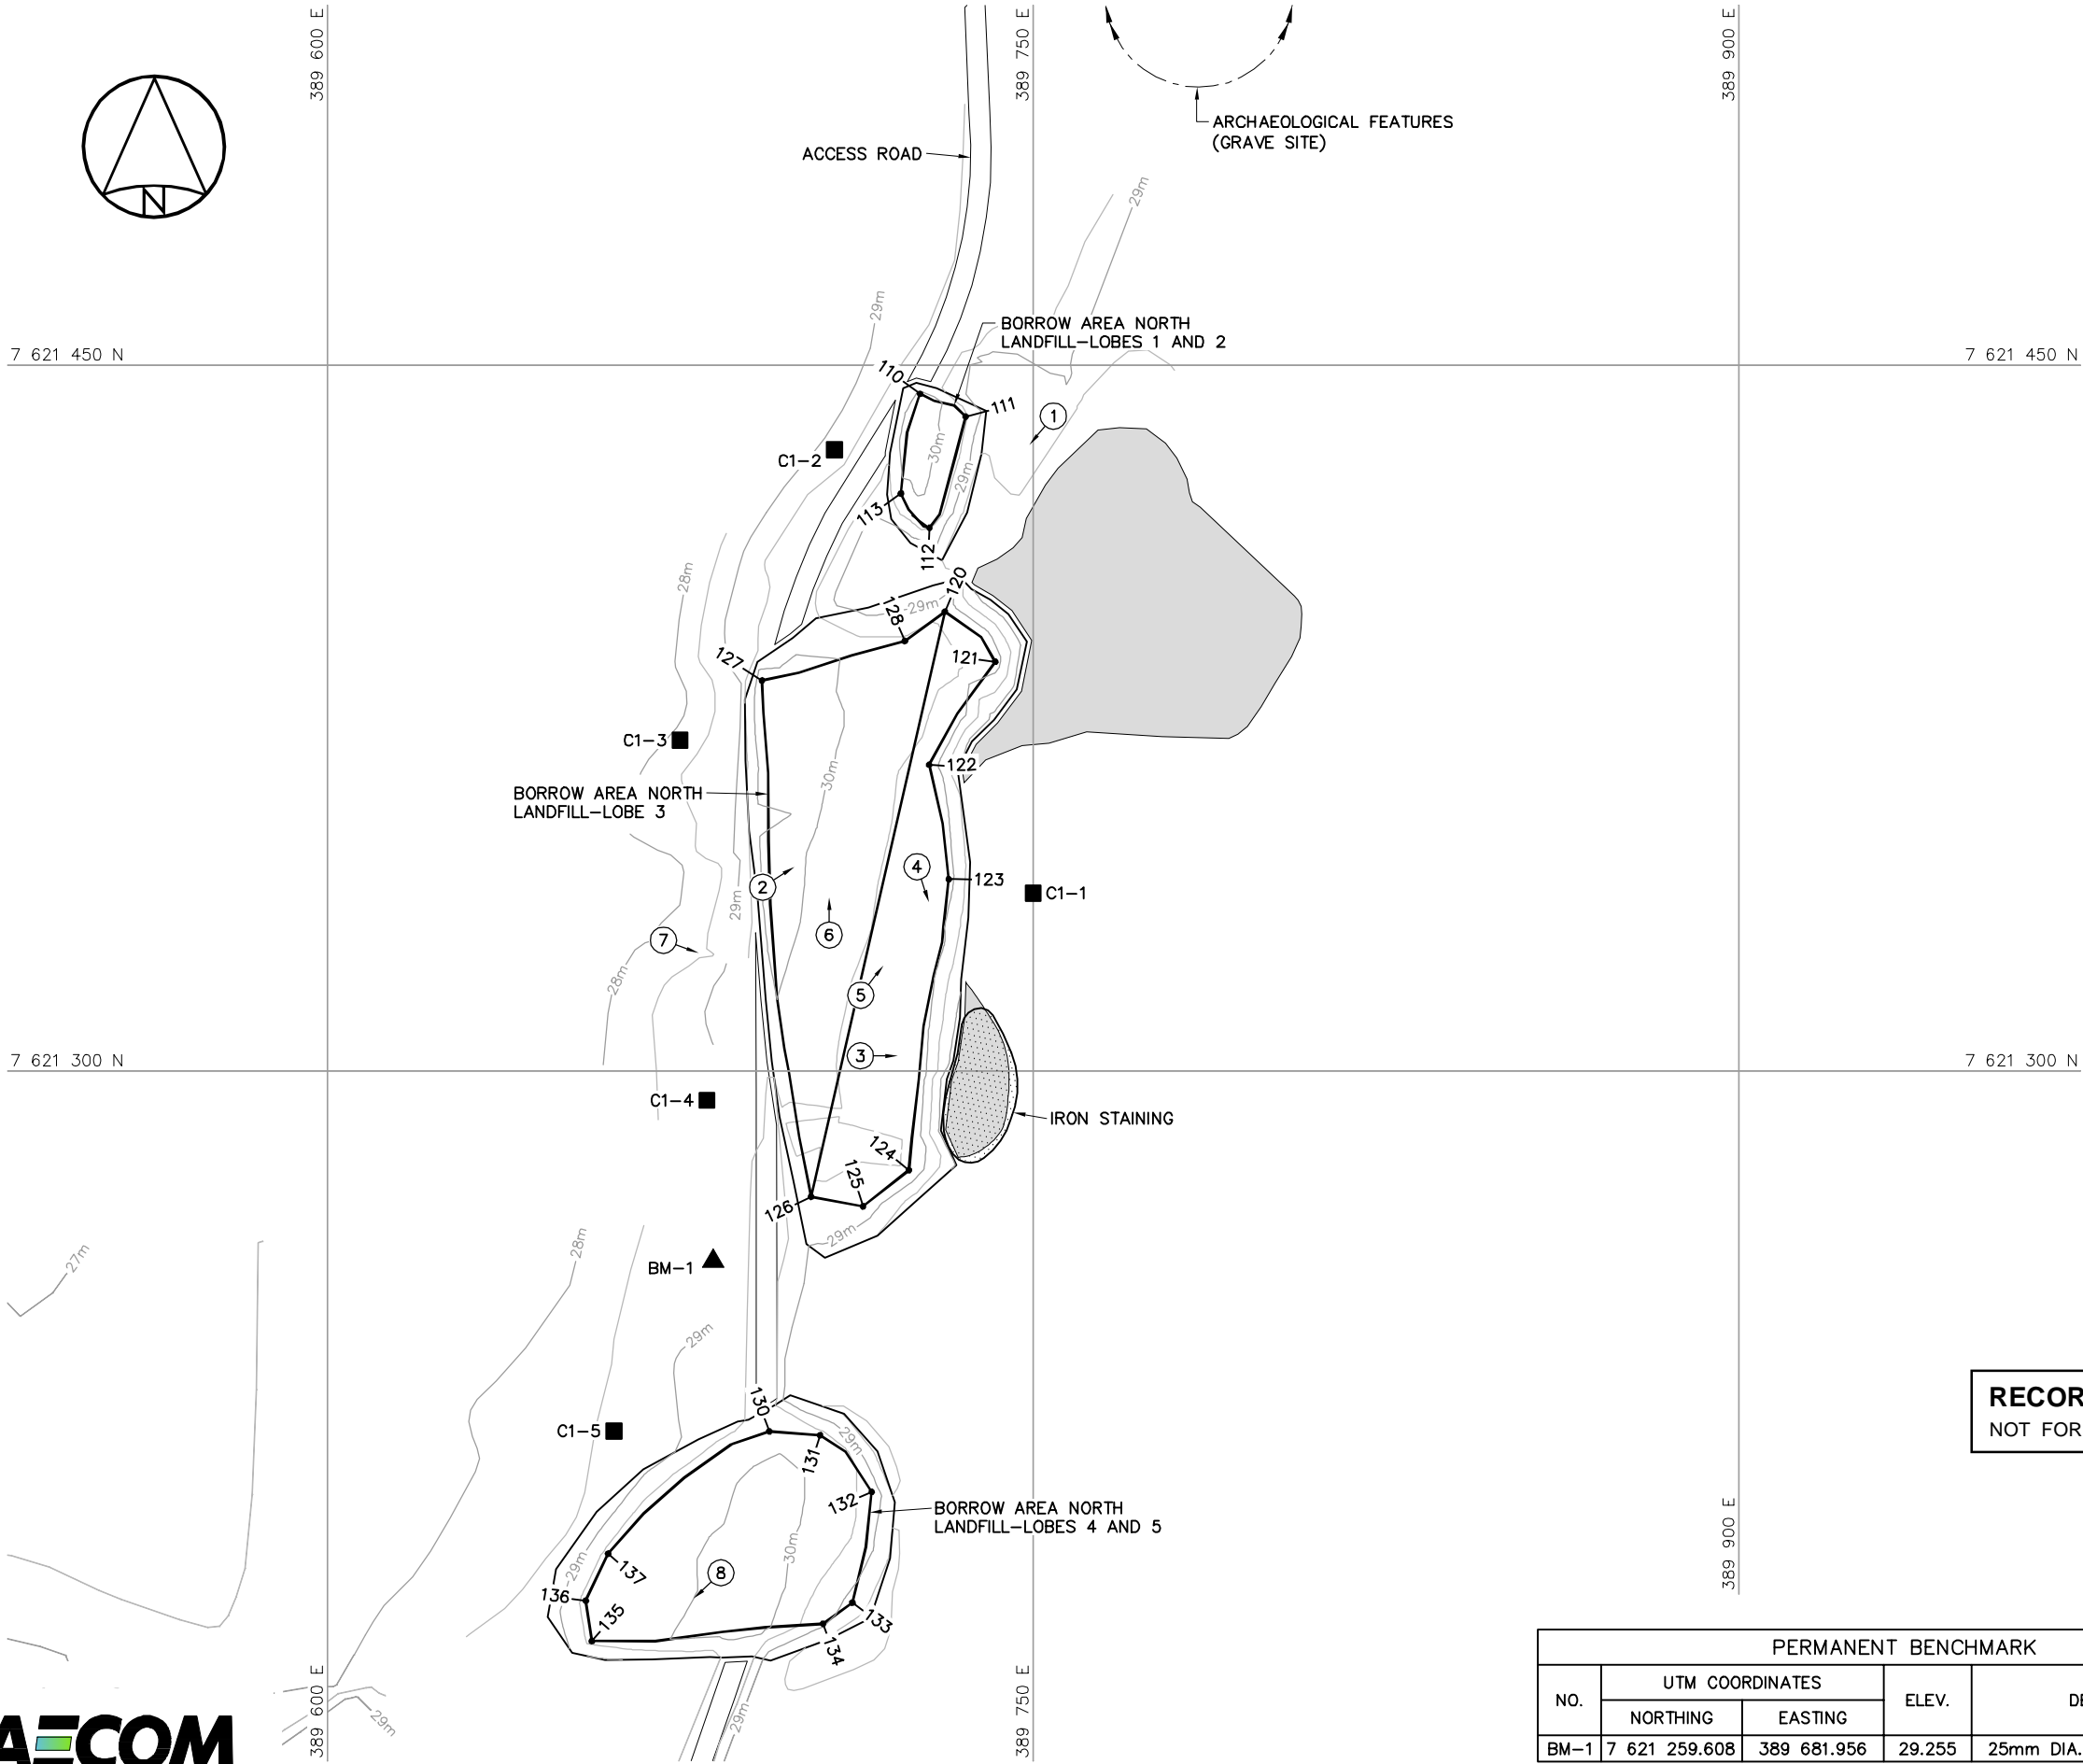 389 600 E
389 750 E
389 900 E
ARCHAEOLOGICAL FEATURES
(GRAVE SITE)
ACCESS ROAD
N
29m
29m
BORROW AREA NORTH
LANDFILL-LOBES 1 AND 2
7 621 450 N
7 621 450 N
110
111
1
30m
C1-2
29m
113
112
28m
120
128
29m
127
121
C1-3
122
30m
BORROW AREA NORTH
LANDFILL-LOBE 3
4
123
2
C1-1
29m
6
7
28m
5
3
7 621 300 N
7 621 300 N
C1-4
IRON STAINING
124
125
126
29m
28m
27m
BM-1
29m
130
C1-5
29m
131
132
RECOR
NOT FOR
BORROW AREA NORTH
LANDFILL-LOBES 4 AND 5
30m
29m
137
8
136
135
133
134
389 900 E
389 600 E
389 750 E
29m
29m
AECOM
PERMANENT BENCHMARK
NO.
UTM COORDINATES
ELEV.
DE
NORTHING
EASTING
BM-1
7 621 259.608
389 681.956
29.255
25mm DIA.